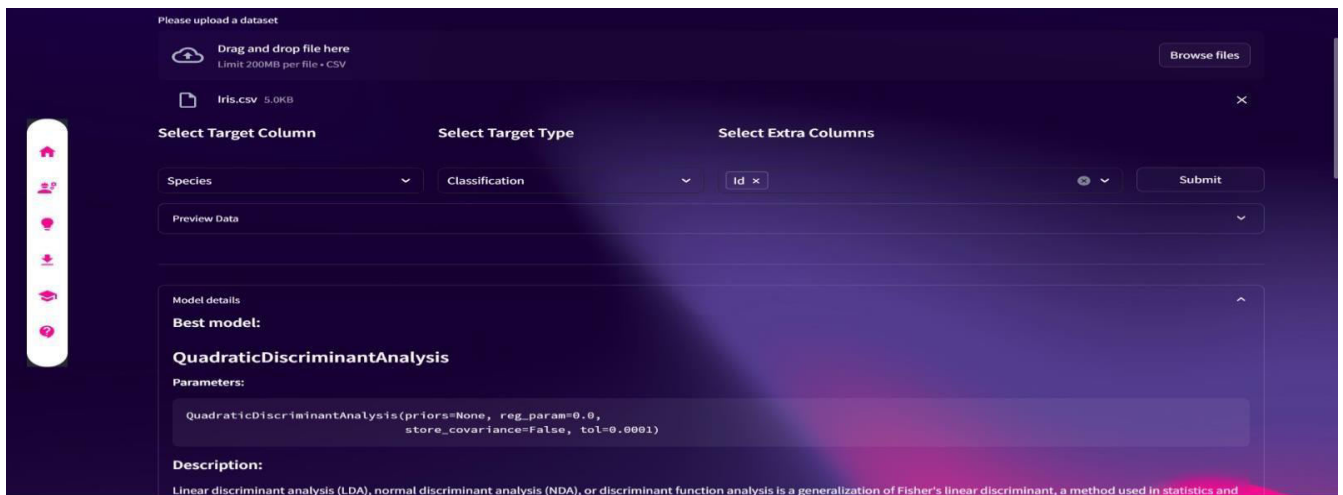 Please upload a dataset
Drag and drop file here
Limit 200MB per file • CSV
Browse files
Iris.csv 5.0KB
Select Target Column
Select Target Type
Select Extra Columns
Species
Classification
Id ×
Submit
Preview Data
Model details
Best model:
QuadraticDiscriminantAnalysis
Parameters:
QuadraticDiscriminantAnalysis(priors=None, reg_param=0.0,
store_covariance=False, tol=0.0001)
Description:
Linear discriminant analysis (LDA), normal discriminant analysis (NDA), or discriminant function analysis is a generalization of Fisher's linear discriminant, a method used in statistics and